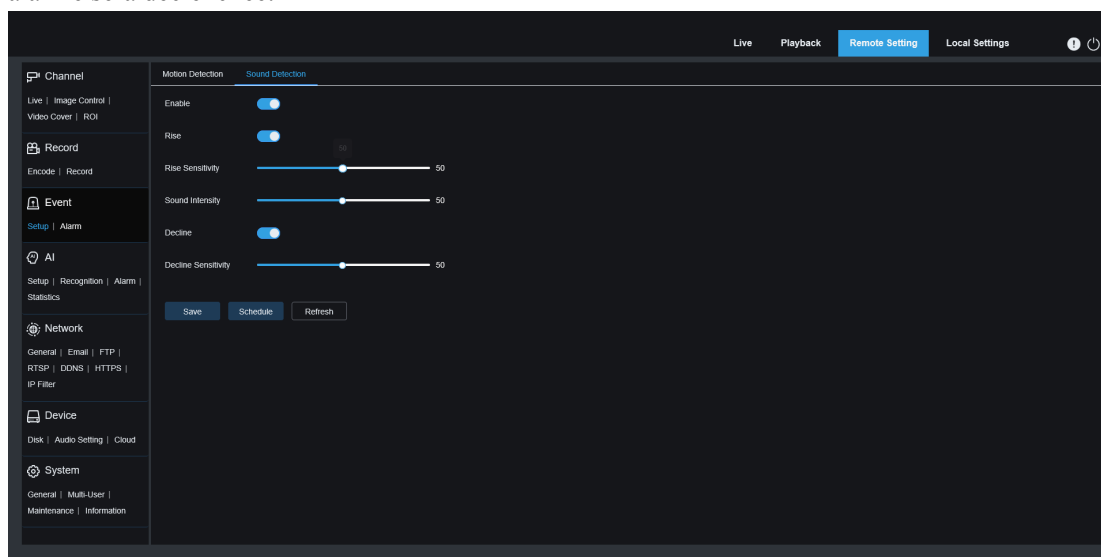 Live Playback Remote Setting Local Settings
Channel
Live | Image Control |
Video Cover | ROI
Record
Encode | Record
Event
Setup | Alarm
AI
Setup | Recognition | Alarm |
Statistics
Network
General | Email | FTP |
RTSP | DDNS | HTTPS |
IP Filter
Device
Disk | Audio Setting | Cloud
System
General | Multi-User |
Maintenance | Information
Motion Detection Sound Detection
Enable
Rise
50
Rise Sensitivity 50
Sound Intensity 50
Decline
Decline Sensitivity 50
Save Schedule Refresh